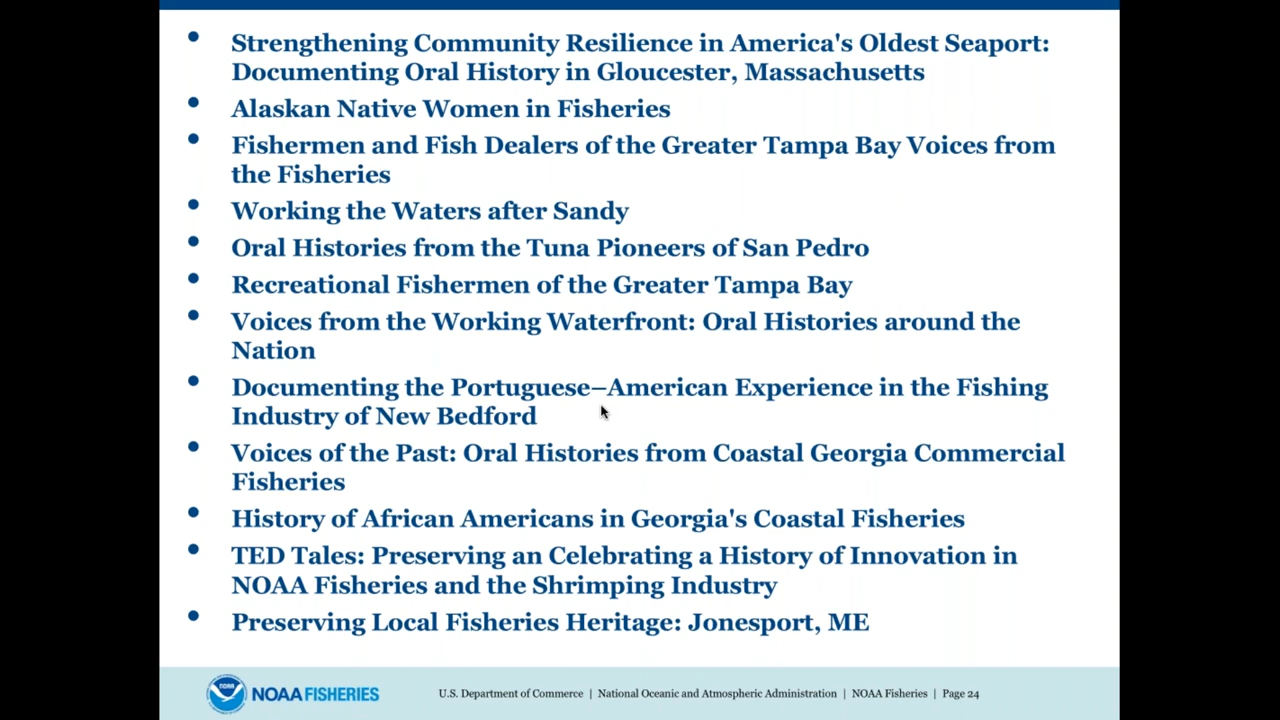 Strengthening Community Resilience in America's Oldest Seaport:
Documenting Oral History in Gloucester, Massachusetts
Alaskan Native Women in Fisheries
Fishermen and Fish Dealers of the Greater Tampa Bay Voices from
the Fisheries
Working the Waters after Sandy
Oral Histories from the Tuna Pioneers of San Pedro
Recreational Fishermen of the Greater Tampa Bay
Voices from the Working Waterfront: Oral Histories around the
Nation
Documenting the Portuguese–American Experience in the Fishing
Industry of New Bedford
Voices of the Past: Oral Histories from Coastal Georgia Commercial
Fisheries
History of African Americans in Georgia's Coastal Fisheries
TED Tales: Preserving an Celebrating a History of Innovation in
NOAA Fisheries and the Shrimping Industry
Preserving Local Fisheries Heritage: Jonesport, ME
NOAA FISHERIES
U.S. Department of Commerce | National Oceanic and Atmospheric Administration | NOAA Fisheries | Page 24